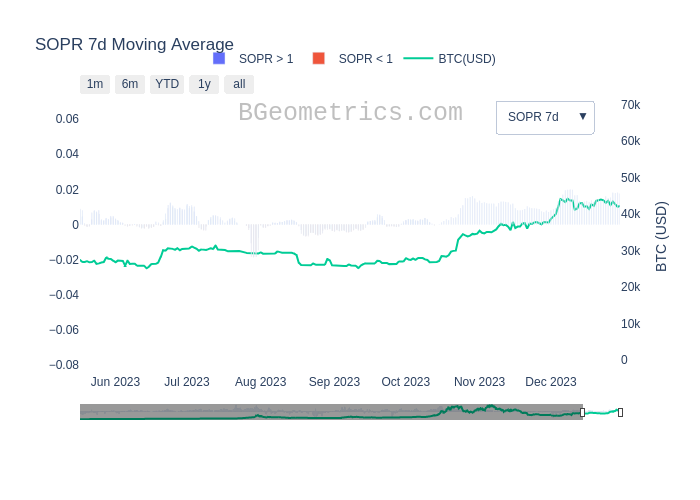 SOPR 7d Moving Average
SOPR > 1 SOPR < 1 BTC(USD)
1m 6m YTD 1y all
BGeometrics.com
SOPR 7d ▼
0.06
0.04
0.02
0
−0.02
−0.04
−0.06
−0.08
70k
60k
50k
40k
30k
20k
10k
0
BTC (USD)
Jun 2023 Jul 2023 Aug 2023 Sep 2023 Oct 2023 Nov 2023 Dec 2023